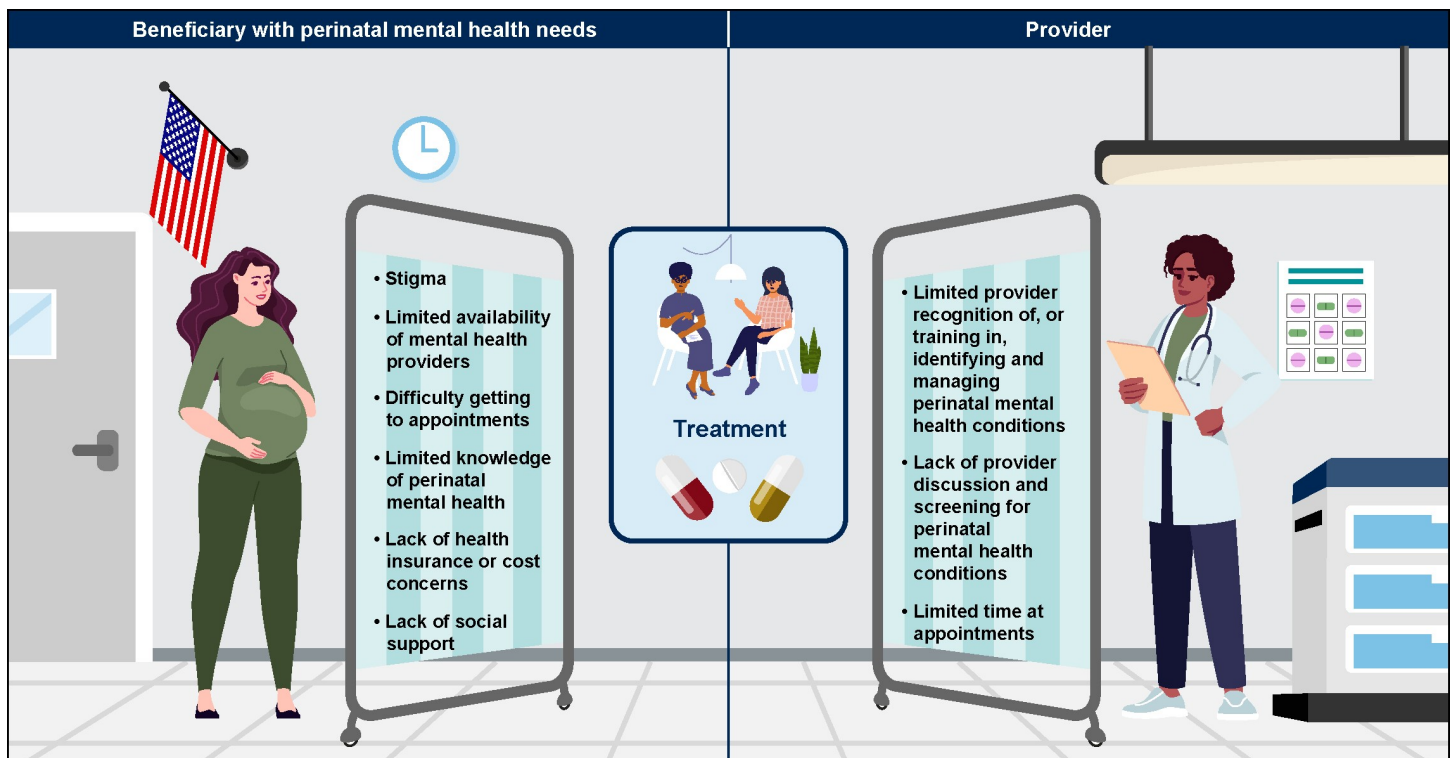 Beneficiary with perinatal mental health needs
Provider
• Stigma
• Limited availability
of mental health
providers
• Difficulty getting
to appointments
• Limited knowledge
of perinatal
mental health
• Lack of health
insurance or cost
concerns
• Lack of social
support
Treatment
• Limited provider
recognition of, or
training in,
identifying and
managing
perinatal mental
health conditions
• Lack of provider
discussion and
screening for
perinatal
mental health
conditions
• Limited time at
appointments